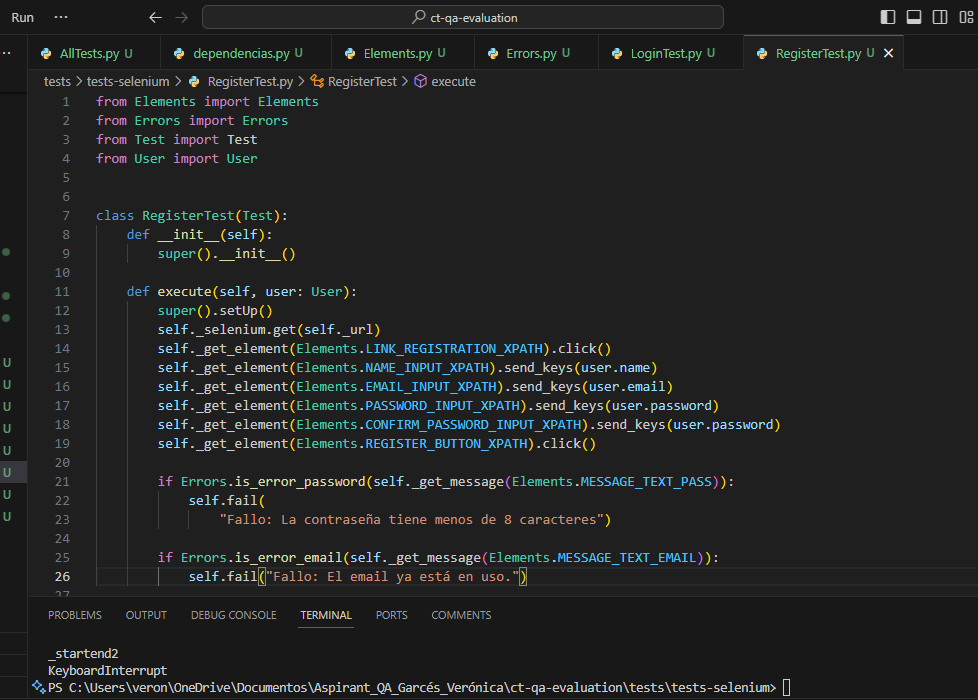 Run ··· ct-qa-evaluation
AllTests.py U dependencias.py U Elements.py U Errors.py U LoginTest.py U RegisterTest.py U
tests > tests-selenium > RegisterTest.py > RegisterTest > execute
1 from Elements import Elements
2 from Errors import Errors
3 from Test import Test
4 from User import User
5
6
7 class RegisterTest(Test):
8 def __init__(self):
9 super().__init__()
10
11 def execute(self, user: User):
12 super().setUp()
13 self._selenium.get(self._url)
14 self._get_element(Elements.LINK_REGISTRATION_XPATH).click()
15 self._get_element(Elements.NAME_INPUT_XPATH).send_keys(user.name)
16 self._get_element(Elements.EMAIL_INPUT_XPATH).send_keys(user.email)
17 self._get_element(Elements.PASSWORD_INPUT_XPATH).send_keys(user.password)
18 self._get_element(Elements.CONFIRM_PASSWORD_INPUT_XPATH).send_keys(user.password)
19 self._get_element(Elements.REGISTER_BUTTON_XPATH).click()
20
21 if Errors.is_error_password(self._get_message(Elements.MESSAGE_TEXT_PASS)):
22 self.fail(
23 "Fallo: La contraseña tiene menos de 8 caracteres")
24
25 if Errors.is_error_email(self._get_message(Elements.MESSAGE_TEXT_EMAIL)):
26 self.fail("Fallo: El email ya está en uso.")
27
U
U
U
U
U
U
U
U
PROBLEMS OUTPUT DEBUG CONSOLE TERMINAL PORTS COMMENTS
_startend2
KeyboardInterrupt
PS C:\Users\veron\OneDrive\Documentos\Aspirant_QA_Garcés_Verónica\ct-qa-evaluation\tests\tests-selenium>